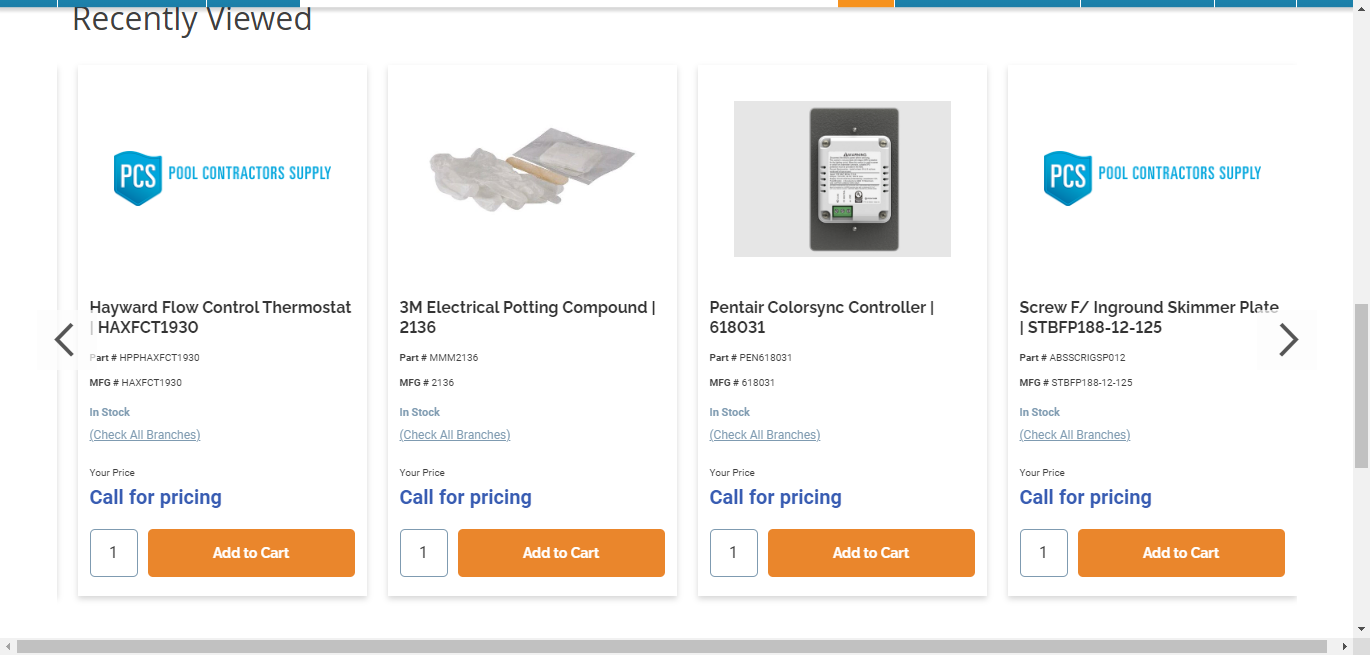 Recently Viewed
PCS POOL CONTRACTORS SUPPLY
Hayward Flow Control Thermostat
| HAXFCT1930
Part # HPPHAXFCT1930
MFG # HAXFCT1930
In Stock
(Check All Branches)
Your Price
Call for pricing
1
Add to Cart
3M Electrical Potting Compound |
2136
Part # MMM2136
MFG # 2136
In Stock
(Check All Branches)
Your Price
Call for pricing
1
Add to Cart
Pentair Colorsync Controller |
618031
Part # PEN618031
MFG # 618031
In Stock
(Check All Branches)
Your Price
Call for pricing
1
Add to Cart
PCS POOL CONTRACTORS SUPPLY
Screw F/ Inground Skimmer Plate
| STBFP188-12-125
Part # ABSSCRIGSP012
MFG # STBFP188-12-125
In Stock
(Check All Branches)
Your Price
Call for pricing
1
Add to Cart